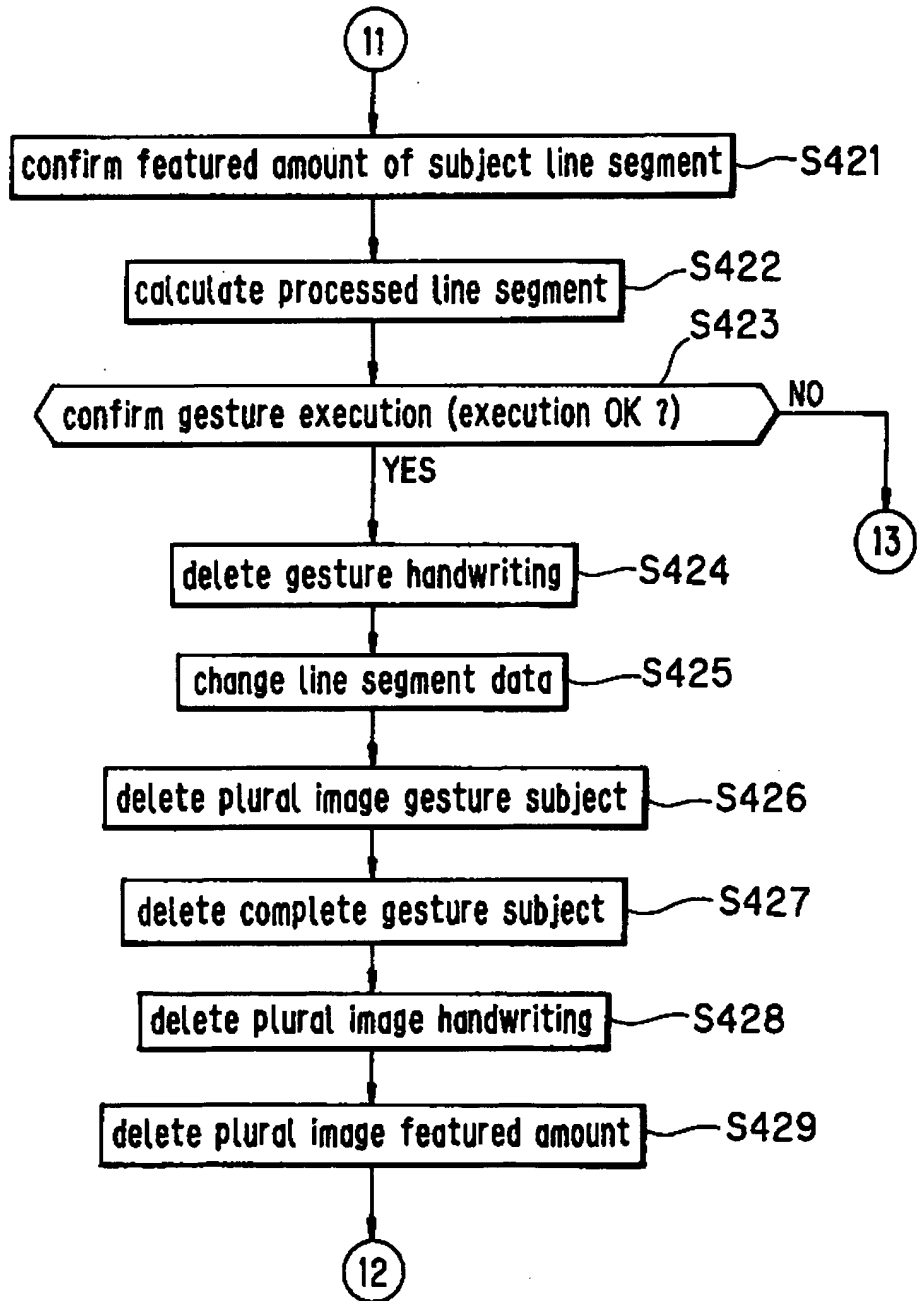 11
confirm featured amount of subject line segment S421
calculate processed line segment S422
S423
confirm gesture execution (execution OK ?) NO
YES
13
delete gesture handwriting S424
change line segment data S425
delete plural image gesture subject S426
delete complete gesture subject S427
delete plural image handwriting S428
delete plural image featured amount S429
12